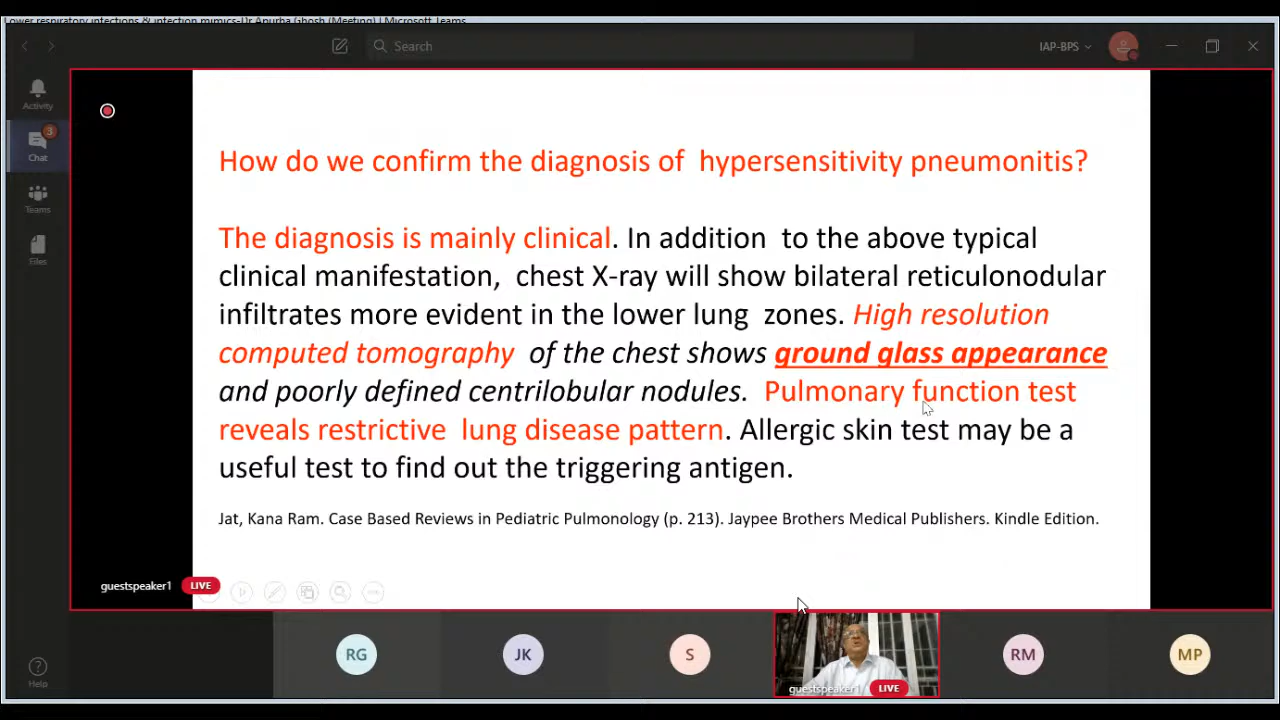 Lower respiratory infections & infection mimics-Dr Apurba Ghosh (Meeting) | Microsoft Teams
Search
IAP-BPS
Activity
3
Chat
Teams
Files
How do we confirm the diagnosis of hypersensitivity pneumonitis?
The diagnosis is mainly clinical. In addition to the above typical
clinical manifestation, chest X-ray will show bilateral reticulonodular
infiltrates more evident in the lower lung zones. High resolution
computed tomography of the chest shows ground glass appearance
and poorly defined centrilobular nodules. Pulmonary function test
reveals restrictive lung disease pattern. Allergic skin test may be a
useful test to find out the triggering antigen.
Jat, Kana Ram. Case Based Reviews in Pediatric Pulmonology (p. 213). Jaypee Brothers Medical Publishers. Kindle Edition.
guestspeaker1 LIVE
RG
JK
S
RM
MP
guestspeaker1 LIVE
Help